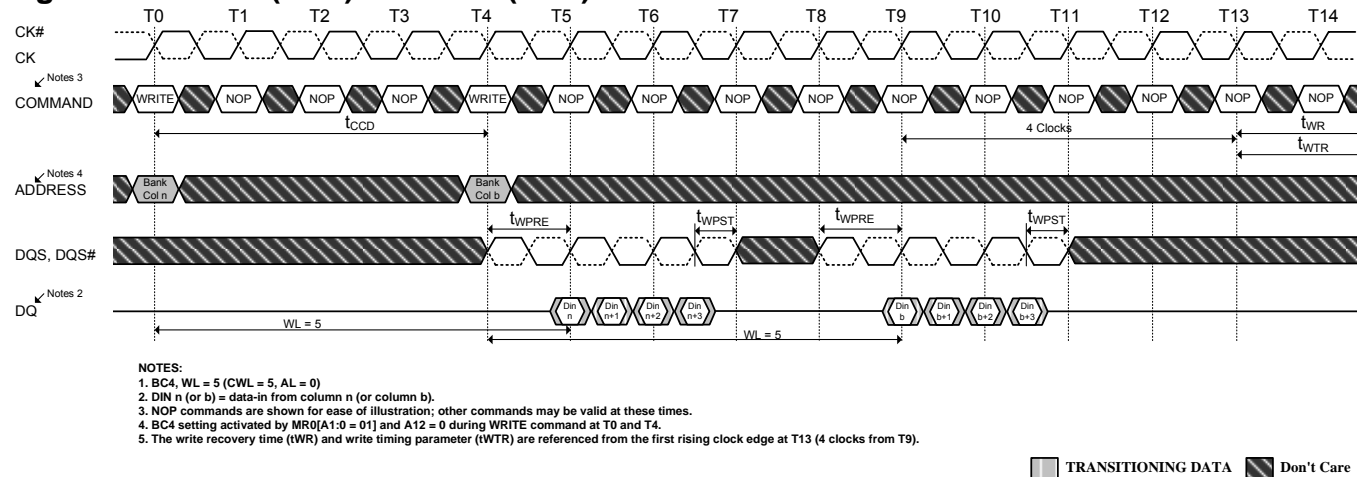 T0 T1 T2 T3 T4 T5 T6 T7 T8 T9 T10 T11 T12 T13 T14
CK#
CK
Notes 3
COMMAND
WRITE NOP NOP NOP WRITE NOP NOP NOP NOP NOP NOP NOP NOP NOP NOP
tCCD
4 Clocks
tWR
tWTR
Notes 4
ADDRESS
Bank Bank
Col n Col b
tWPRE tWPST tWPRE tWPST
DQS, DQS#
Notes 2
DQ
Din Din Din Din Din Din Din Din
n n+1 n+2 n+3 b b+1 b+2 b+3
WL = 5
WL = 5
NOTES:
1. BC4, WL = 5 (CWL = 5, AL = 0)
2. DIN n (or b) = data-in from column n (or column b).
3. NOP commands are shown for ease of illustration; other commands may be valid at these times.
4. BC4 setting activated by MR0[A1:0 = 01] and A12 = 0 during WRITE command at T0 and T4.
5. The write recovery time (tWR) and write timing parameter (tWTR) are referenced from the first rising clock edge at T13 (4 clocks from T9).
TRANSITIONING DATA Don't Care